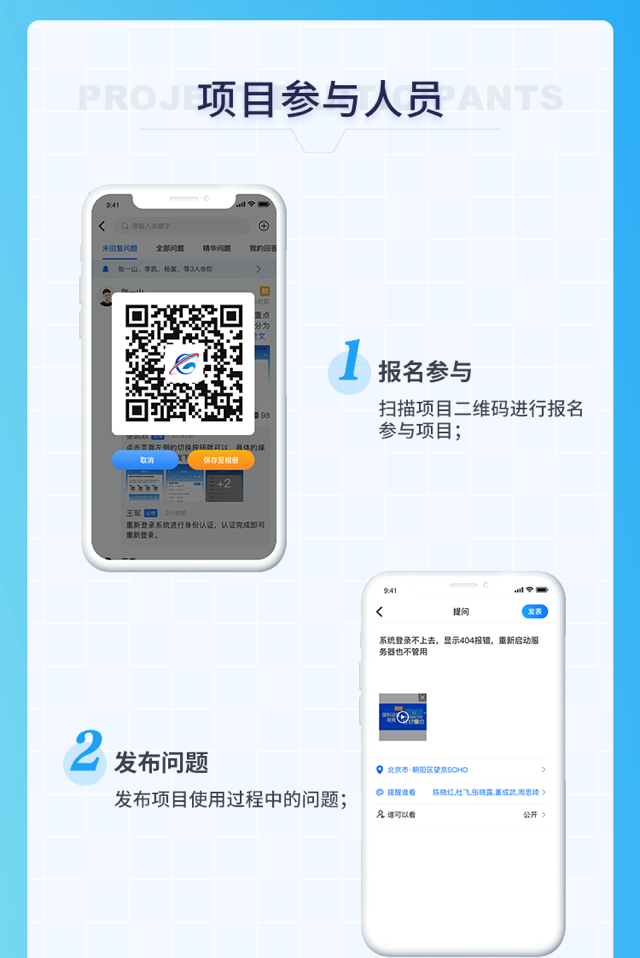 项目参与人员
9:41
请输入关键字
未回复问题 全部问题 精华问题 我的回答
张一山、李凯、杨紫、等3人@你
张一山
重点
分为
98
点击页面左侧的切换按钮就可以，具体的操
取消
保存至相册
+2
王军 2小时前
重新登录系统进行身份认证，认证完成即可
重新登录。
1
报名参与
扫描项目二维码进行报名
参与项目；
9:41
提问
发表
系统登录不上去，显示404报错，重新启动服
务器也不管用
北京市·朝阳区望京SOHO
提醒谁看 陈晓红,杜飞,张晓露,董成武,周思琦
谁可以看 公开
2
发布问题
发布项目使用过程中的问题；